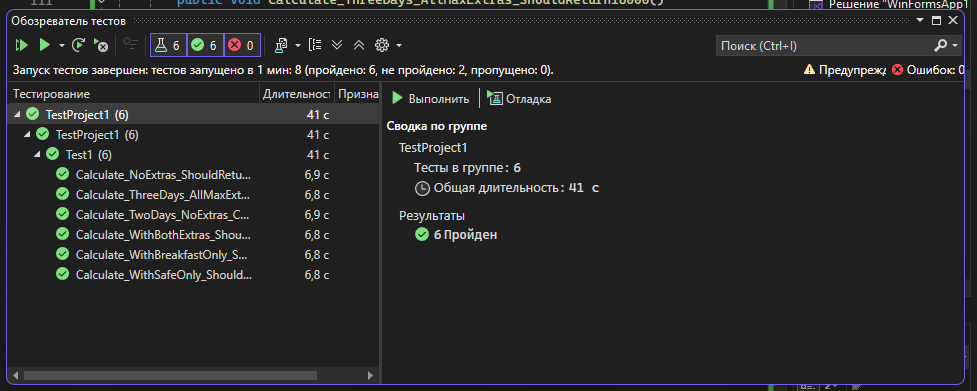 111 public void Calculate_ThreeDays_AllMaxExtras_ShouldReturn18000()
Решение "WinFormsApp1
Обозреватель тестов
6 6 0
Поиск (Ctrl+I)
Запуск тестов завершен: тестов запущено в 1 мин: 8 (пройдено: 6, не пройдено: 2, пропущено: 0).
Предупрежд Ошибок: 0
Тестирование Длительност Призна
TestProject1 (6) 41 с
TestProject1 (6) 41 с
Test1 (6) 41 с
Calculate_NoExtras_ShouldRetu... 6,9 с
Calculate_ThreeDays_AllMaxExt... 6,8 с
Calculate_TwoDays_NoExtras_C... 6,9 с
Calculate_WithBothExtras_Shou... 6,8 с
Calculate_WithBreakfastOnly_S... 6,8 с
Calculate_WithSafeOnly_Should... 6,8 с
Выполнить Отладка
Сводка по группе
TestProject1
Тесты в группе: 6
Общая длительность: 41 с
Результаты
6 Пройден